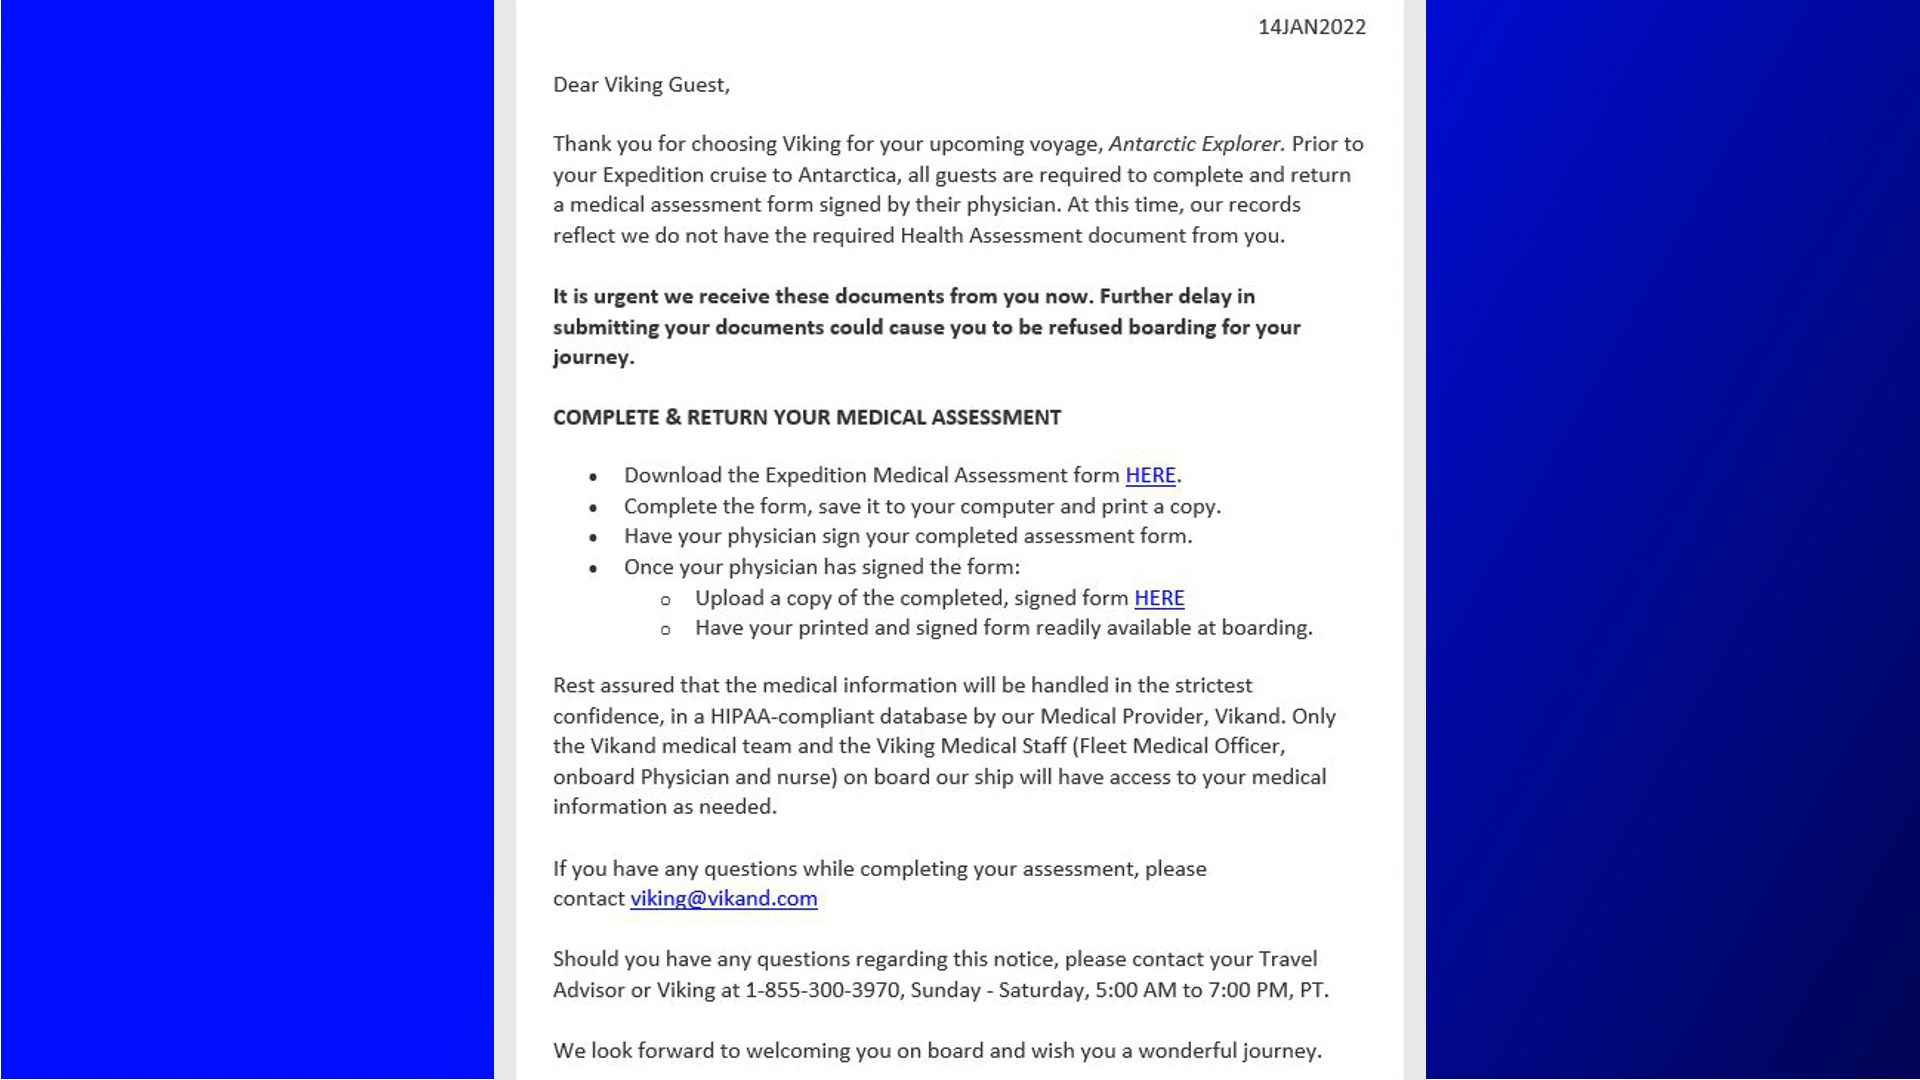 14JAN2022
Dear Viking Guest,
Thank you for choosing Viking for your upcoming voyage, Antarctic Explorer. Prior to
your Expedition cruise to Antarctica, all guests are required to complete and return
a medical assessment form signed by their physician. At this time, our records
reflect we do not have the required Health Assessment document from you.
It is urgent we receive these documents from you now. Further delay in
submitting your documents could cause you to be refused boarding for your
journey.
COMPLETE & RETURN YOUR MEDICAL ASSESSMENT
• Download the Expedition Medical Assessment form HERE.
• Complete the form, save it to your computer and print a copy.
• Have your physician sign your completed assessment form.
• Once your physician has signed the form:
o Upload a copy of the completed, signed form HERE
o Have your printed and signed form readily available at boarding.
Rest assured that the medical information will be handled in the strictest
confidence, in a HIPAA-compliant database by our Medical Provider, Vikand. Only
the Vikand medical team and the Viking Medical Staff (Fleet Medical Officer,
onboard Physician and nurse) on board our ship will have access to your medical
information as needed.
If you have any questions while completing your assessment, please
contact viking@vikand.com
Should you have any questions regarding this notice, please contact your Travel
Advisor or Viking at 1-855-300-3970, Sunday - Saturday, 5:00 AM to 7:00 PM, PT.
We look forward to welcoming you on board and wish you a wonderful journey.